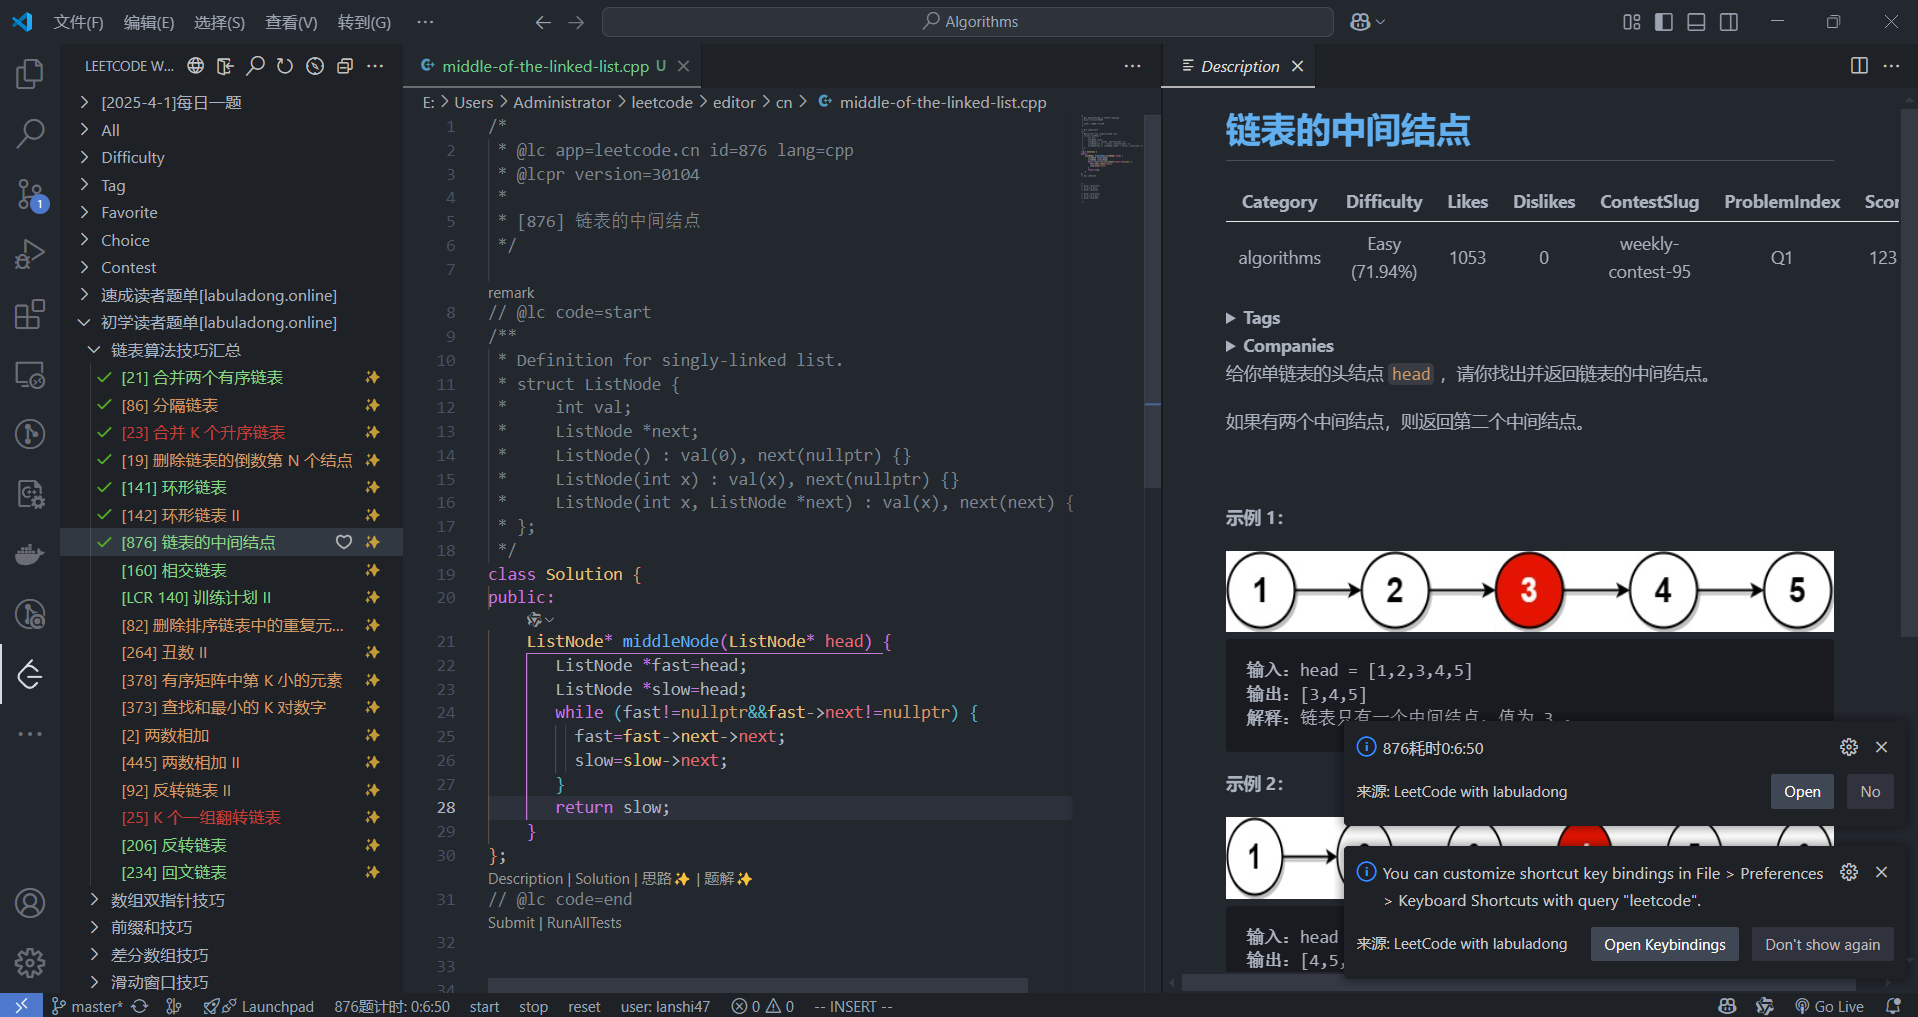 文件(F) 编辑(E) 选择(S) 查看(V) 转到(G) ··· Algorithms
LEETCODE W... ···
[2025-4-1]每日一题
All
Difficulty
Tag
Favorite
Choice
Contest
速成读者题单[labuladong.online]
初学读者题单[labuladong.online]
链表算法技巧汇总
[21] 合并两个有序链表
[86] 分隔链表
[23] 合并 K 个升序链表
[19] 删除链表的倒数第 N 个结点
[141] 环形链表
[142] 环形链表 II
[876] 链表的中间结点
[160] 相交链表
[LCR 140] 训练计划 II
[82] 删除排序链表中的重复元...
[264] 丑数 II
[378] 有序矩阵中第 K 小的元素
[373] 查找和最小的 K 对数字
[2] 两数相加
[445] 两数相加 II
[92] 反转链表 II
[25] K 个一组翻转链表
[206] 反转链表
[234] 回文链表
数组双指针技巧
前缀和技巧
差分数组技巧
滑动窗口技巧
1
middle-of-the-linked-list.cpp U
E: > Users > Administrator > leetcode > editor > cn > middle-of-the-linked-list.cpp
1 /*
2 * @lc app=leetcode.cn id=876 lang=cpp
3 * @lcpr version=30104
4 *
5 * [876] 链表的中间结点
6 */
7
remark
8 // @lc code=start
9 /**
10 * Definition for singly-linked list.
11 * struct ListNode {
12 *     int val;
13 *     ListNode *next;
14 *     ListNode() : val(0), next(nullptr) {}
15 *     ListNode(int x) : val(x), next(nullptr) {}
16 *     ListNode(int x, ListNode *next) : val(x), next(next) {
17 * };
18 */
19 class Solution {
20 public:
21 ListNode* middleNode(ListNode* head) {
22 ListNode *fast=head;
23 ListNode *slow=head;
24 while (fast!=nullptr&&fast->next!=nullptr) {
25 fast=fast->next->next;
26 slow=slow->next;
27 }
28 return slow;
29 }
30 };
Description | Solution | 思路✨ | 题解✨
31 // @lc code=end
Submit | RunAllTests
32
33
34
Description
链表的中间结点
Category Difficulty Likes Dislikes ContestSlug ProblemIndex Scor
algorithms Easy (71.94%) 1053 0 weekly-contest-95 Q1 123
Tags
Companies
给你单链表的头结点 head ，请你找出并返回链表的中间结点。
如果有两个中间结点，则返回第二个中间结点。
示例 1：
1 2 3 4 5
输入：head = [1,2,3,4,5]
输出：[3,4,5]
解释：链表只有一个中间结点，值为 3 。
示例 2：
1
输入：head
输出：[4,5,
876耗时0:6:50
来源: LeetCode with labuladong
Open No
You can customize shortcut key bindings in File > Preferences
> Keyboard Shortcuts with query "leetcode".
来源: LeetCode with labuladong
Open Keybindings Don't show again
master* Launchpad 876题计时: 0:6:50 start stop reset user: lanshi47 0 0 -- INSERT -- Go Live